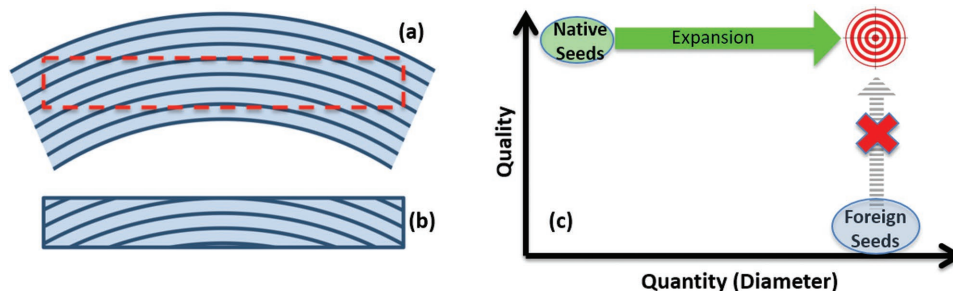 (a)
(b)
Native
Seeds
Expansion
Quality
(c)
Foreign
Seeds
Quantity (Diameter)